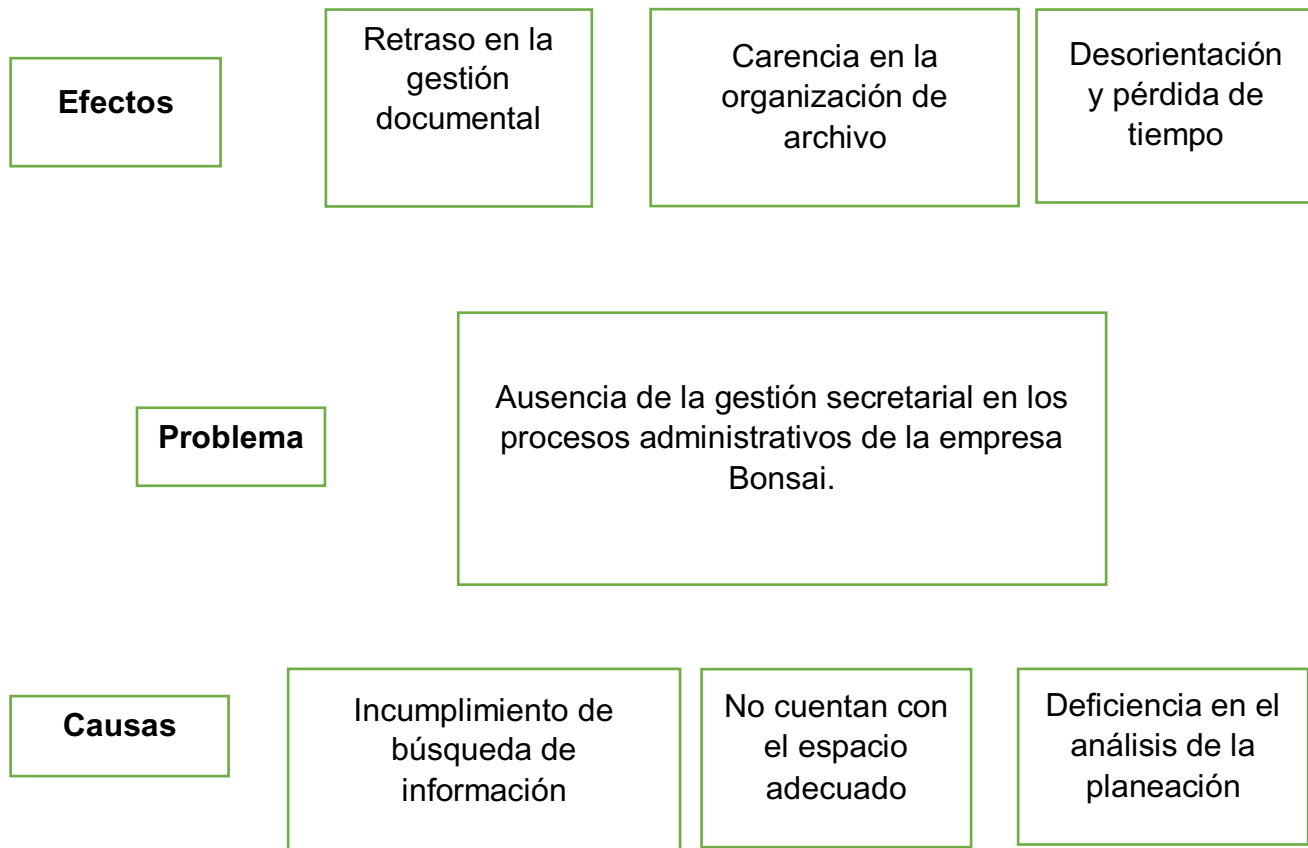 Efectos
Retraso en la
gestión
documental
Carencia en la
organización de
archivo
Desorientación
y pérdida de
tiempo
Problema
Ausencia de la gestión secretarial en los
procesos administrativos de la empresa
Bonsai.
Causas
Incumplimiento de
búsqueda de
información
No cuentan con
el espacio
adecuado
Deficiencia en el
análisis de la
planeación